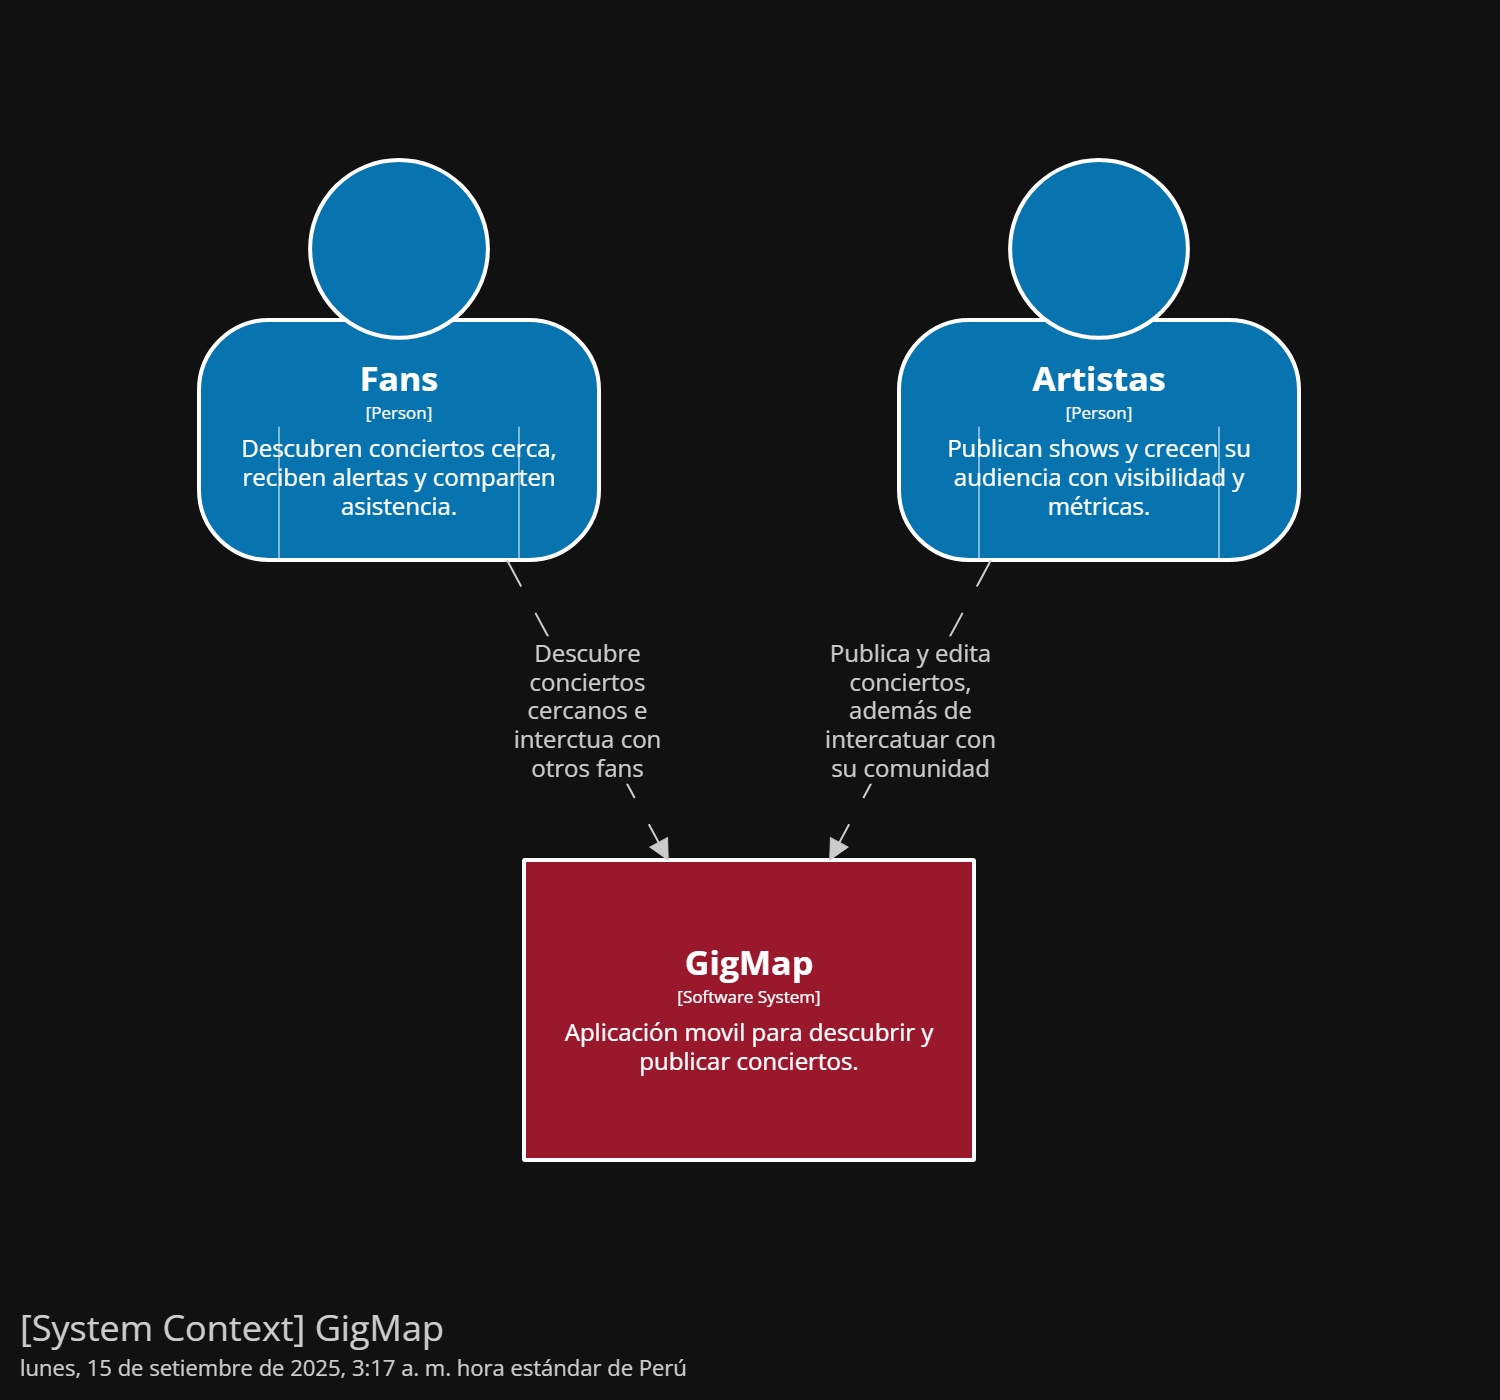 Fans
[Person]
Descubren conciertos cerca,
reciben alertas y comparten
asistencia.
Artistas
[Person]
Publican shows y crecen su
audiencia con visibilidad y
métricas.
Descubre
conciertos
cercanos e
interctua con
otros fans
Publica y edita
conciertos,
además de
intercatuar con
su comunidad
GigMap
[Software System]
Aplicación movil para descubrir y
publicar conciertos.
[System Context] GigMap
lunes, 15 de setiembre de 2025, 3:17 a. m. hora estándar de Perú